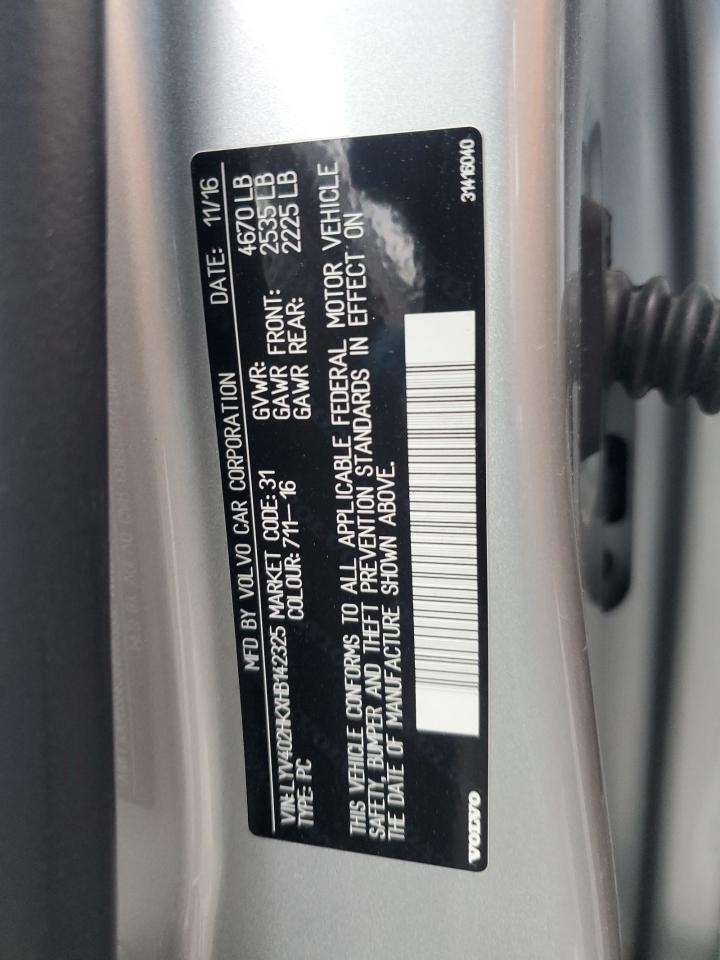 MFD BY VOLVO CAR CORPORATION DATE: 11/16
VIN: LYV402HKXHB142325 MARKET CODE: 31 GVWR: 4670 LB
TYPE: PC COLOUR: 711–16 GAWR FRONT: 2535 LB
GAWR REAR: 2225 LB
THIS VEHICLE CONFORMS TO ALL APPLICABLE FEDERAL MOTOR VEHICLE
SAFETY, BUMPER AND THEFT PREVENTION STANDARDS IN EFFECT ON
THE DATE OF MANUFACTURE SHOWN ABOVE.
VOLVO 31416040